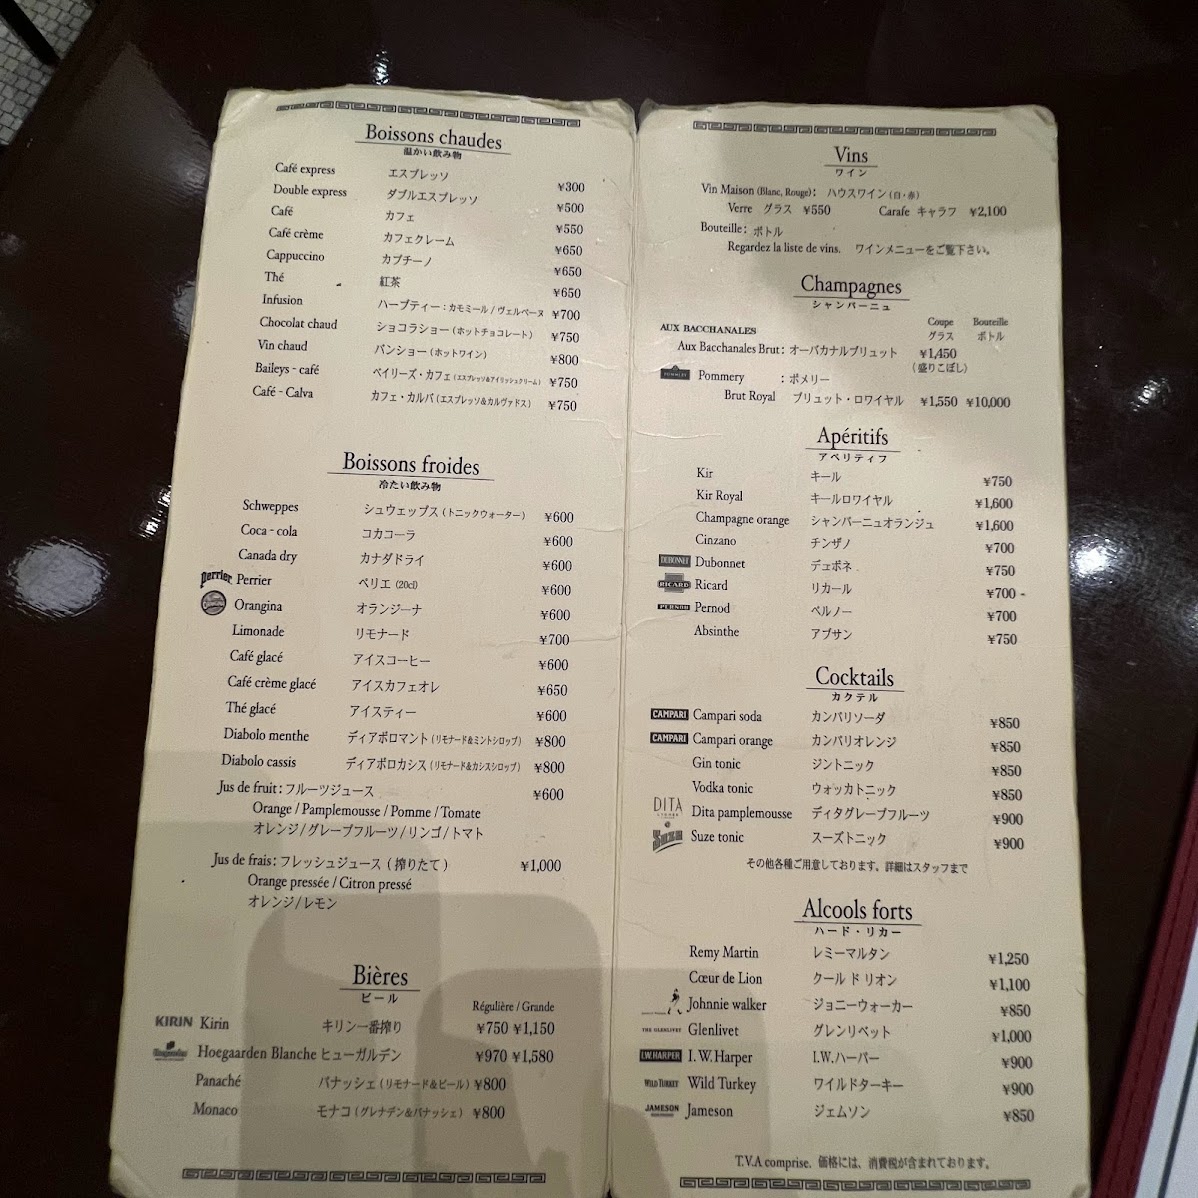 Boissons chaudes
温かい飲み物
Café express エスプレッソ ¥300
Double express ダブルエスプレッソ ¥500
Café カフェ ¥550
Café crème カフェクレーム ¥650
Cappuccino カプチーノ ¥650
Thé 紅茶 ¥650
Infusion ハーブティー：カモミール / ヴェルベーヌ ¥700
Chocolat chaud ショコラショー（ホットチョコレート） ¥750
Vin chaud バンショー（ホットワイン） ¥800
Baileys - café ベイリーズ・カフェ（エスプレッソ&アイリッシュクリーム） ¥750
Café - Calva カフェ・カルバ（エスプレッソ&カルヴァドス） ¥750
Boissons froides
冷たい飲み物
Schweppes シュウェップス（トニックウォーター） ¥600
Coca - cola コカコーラ ¥600
Canada dry カナダドライ ¥600
perrier Perrier ペリエ (20cl) ¥600
Orangina オランジーナ ¥600
Limonade リモナード ¥700
Café glacé アイスコーヒー ¥600
Café crème glacé アイスカフェオレ ¥650
Thé glacé アイスティー ¥600
Diabolo menthe ディアボロマント（リモナード&ミントシロップ） ¥800
Diabolo cassis ディアボロカシス（リモナード&カシスシロップ） ¥800
Jus de fruit：フルーツジュース ¥600
Orange / Pamplemousse / Pomme / Tomate
オレンジ/グレープフルーツ/リンゴ/トマト
Jus de frais：フレッシュジュース（搾りたて） ¥1,000
Orange pressée / Citron pressé
オレンジ/レモン
Bières
ビール
Régulière / Grande
KIRIN Kirin キリン一番搾り ¥750 ¥1,150
Hoegaarden Hoegaarden Blanche ヒューガルデン ¥970 ¥1,580
Panaché パナッシェ（リモナード&ビール） ¥800
Monaco モナコ（グレナデン&パナッシェ） ¥800
Vins
ワイン
Vin Maison (Blanc, Rouge)： ハウスワイン（白・赤）
Verre グラス ¥550 Carafe キャラフ ¥2,100
Bouteille：ボトル
Regardez la liste de vins. ワインメニューをご覧下さい。
Champagnes
シャンパーニュ
Coupe Bouteille
グラス ボトル
AUX BACCHANALES
Aux Bacchanales Brut：オーバカナルブリュット ¥1,450
（盛りこぼし）
POMMERY Pommery ：ポメリー
Brut Royal ブリュット・ロワイヤル ¥1,550 ¥10,000
Apéritifs
アペリティフ
Kir キール ¥750
Kir Royal キールロワイヤル ¥1,600
Champagne orange シャンパーニュオランジュ ¥1,600
Cinzano チンザノ ¥700
DUBONNET Dubonnet デュボネ ¥750
RICARD Ricard リカール ¥700
PERNOD Pernod ペルノー ¥700
Absinthe アブサン ¥750
Cocktails
カクテル
CAMPARI Campari soda カンパリソーダ ¥850
CAMPARI Campari orange カンパリオレンジ ¥850
Gin tonic ジントニック ¥850
Vodka tonic ウォッカトニック ¥850
DITA Dita pamplemousse ディタグレープフルーツ ¥900
Suze Suze tonic スーズトニック ¥900
その他各種ご用意しております。詳細はスタッフまで
Alcools forts
ハード・リカー
Remy Martin レミーマルタン ¥1,250
Cœur de Lion クール ド リオン ¥1,100
Johnnie walker ジョニーウォーカー ¥850
THE GLENLIVET Glenlivet グレンリベット ¥1,000
I.W.HARPER I. W. Harper I.W.ハーパー ¥900
WILD TURKEY Wild Turkey ワイルドターキー ¥900
JAMESON Jameson ジェムソン ¥850
T.V.A comprise. 価格には、消費税が含まれております。